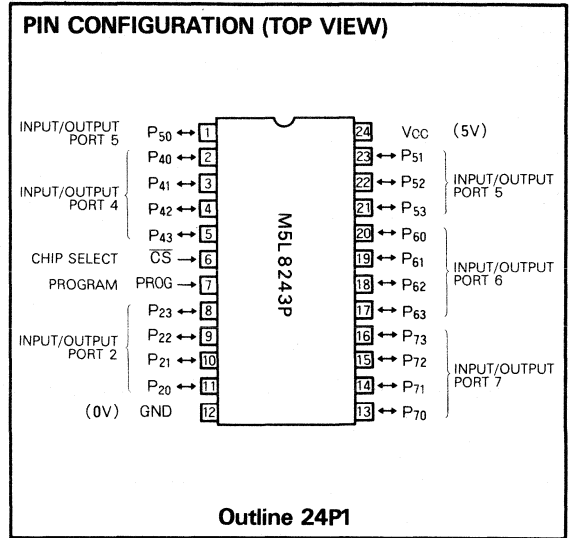 PIN CONFIGURATION (TOP VIEW)
INPUT/OUTPUT
PORT 5
P50 ↔ 1
P40 ↔ 2
P41 ↔ 3
P42 ↔ 4
P43 ↔ 5
INPUT/OUTPUT
PORT 4
CHIP SELECT CS → 6
PROGRAM PROG → 7
P23 ↔ 8
P22 ↔ 9
P21 ↔ 10
P20 ↔ 11
INPUT/OUTPUT
PORT 2
(0V) GND 12
M5L8243P
24 VCC (5V)
23 ↔ P51
22 ↔ P52
21 ↔ P53
INPUT/OUTPUT
PORT 5
20 ↔ P60
19 ↔ P61
18 ↔ P62
17 ↔ P63
INPUT/OUTPUT
PORT 6
16 ↔ P73
15 ↔ P72
14 ↔ P71
13 ↔ P70
INPUT/OUTPUT
PORT 7
Outline 24P1